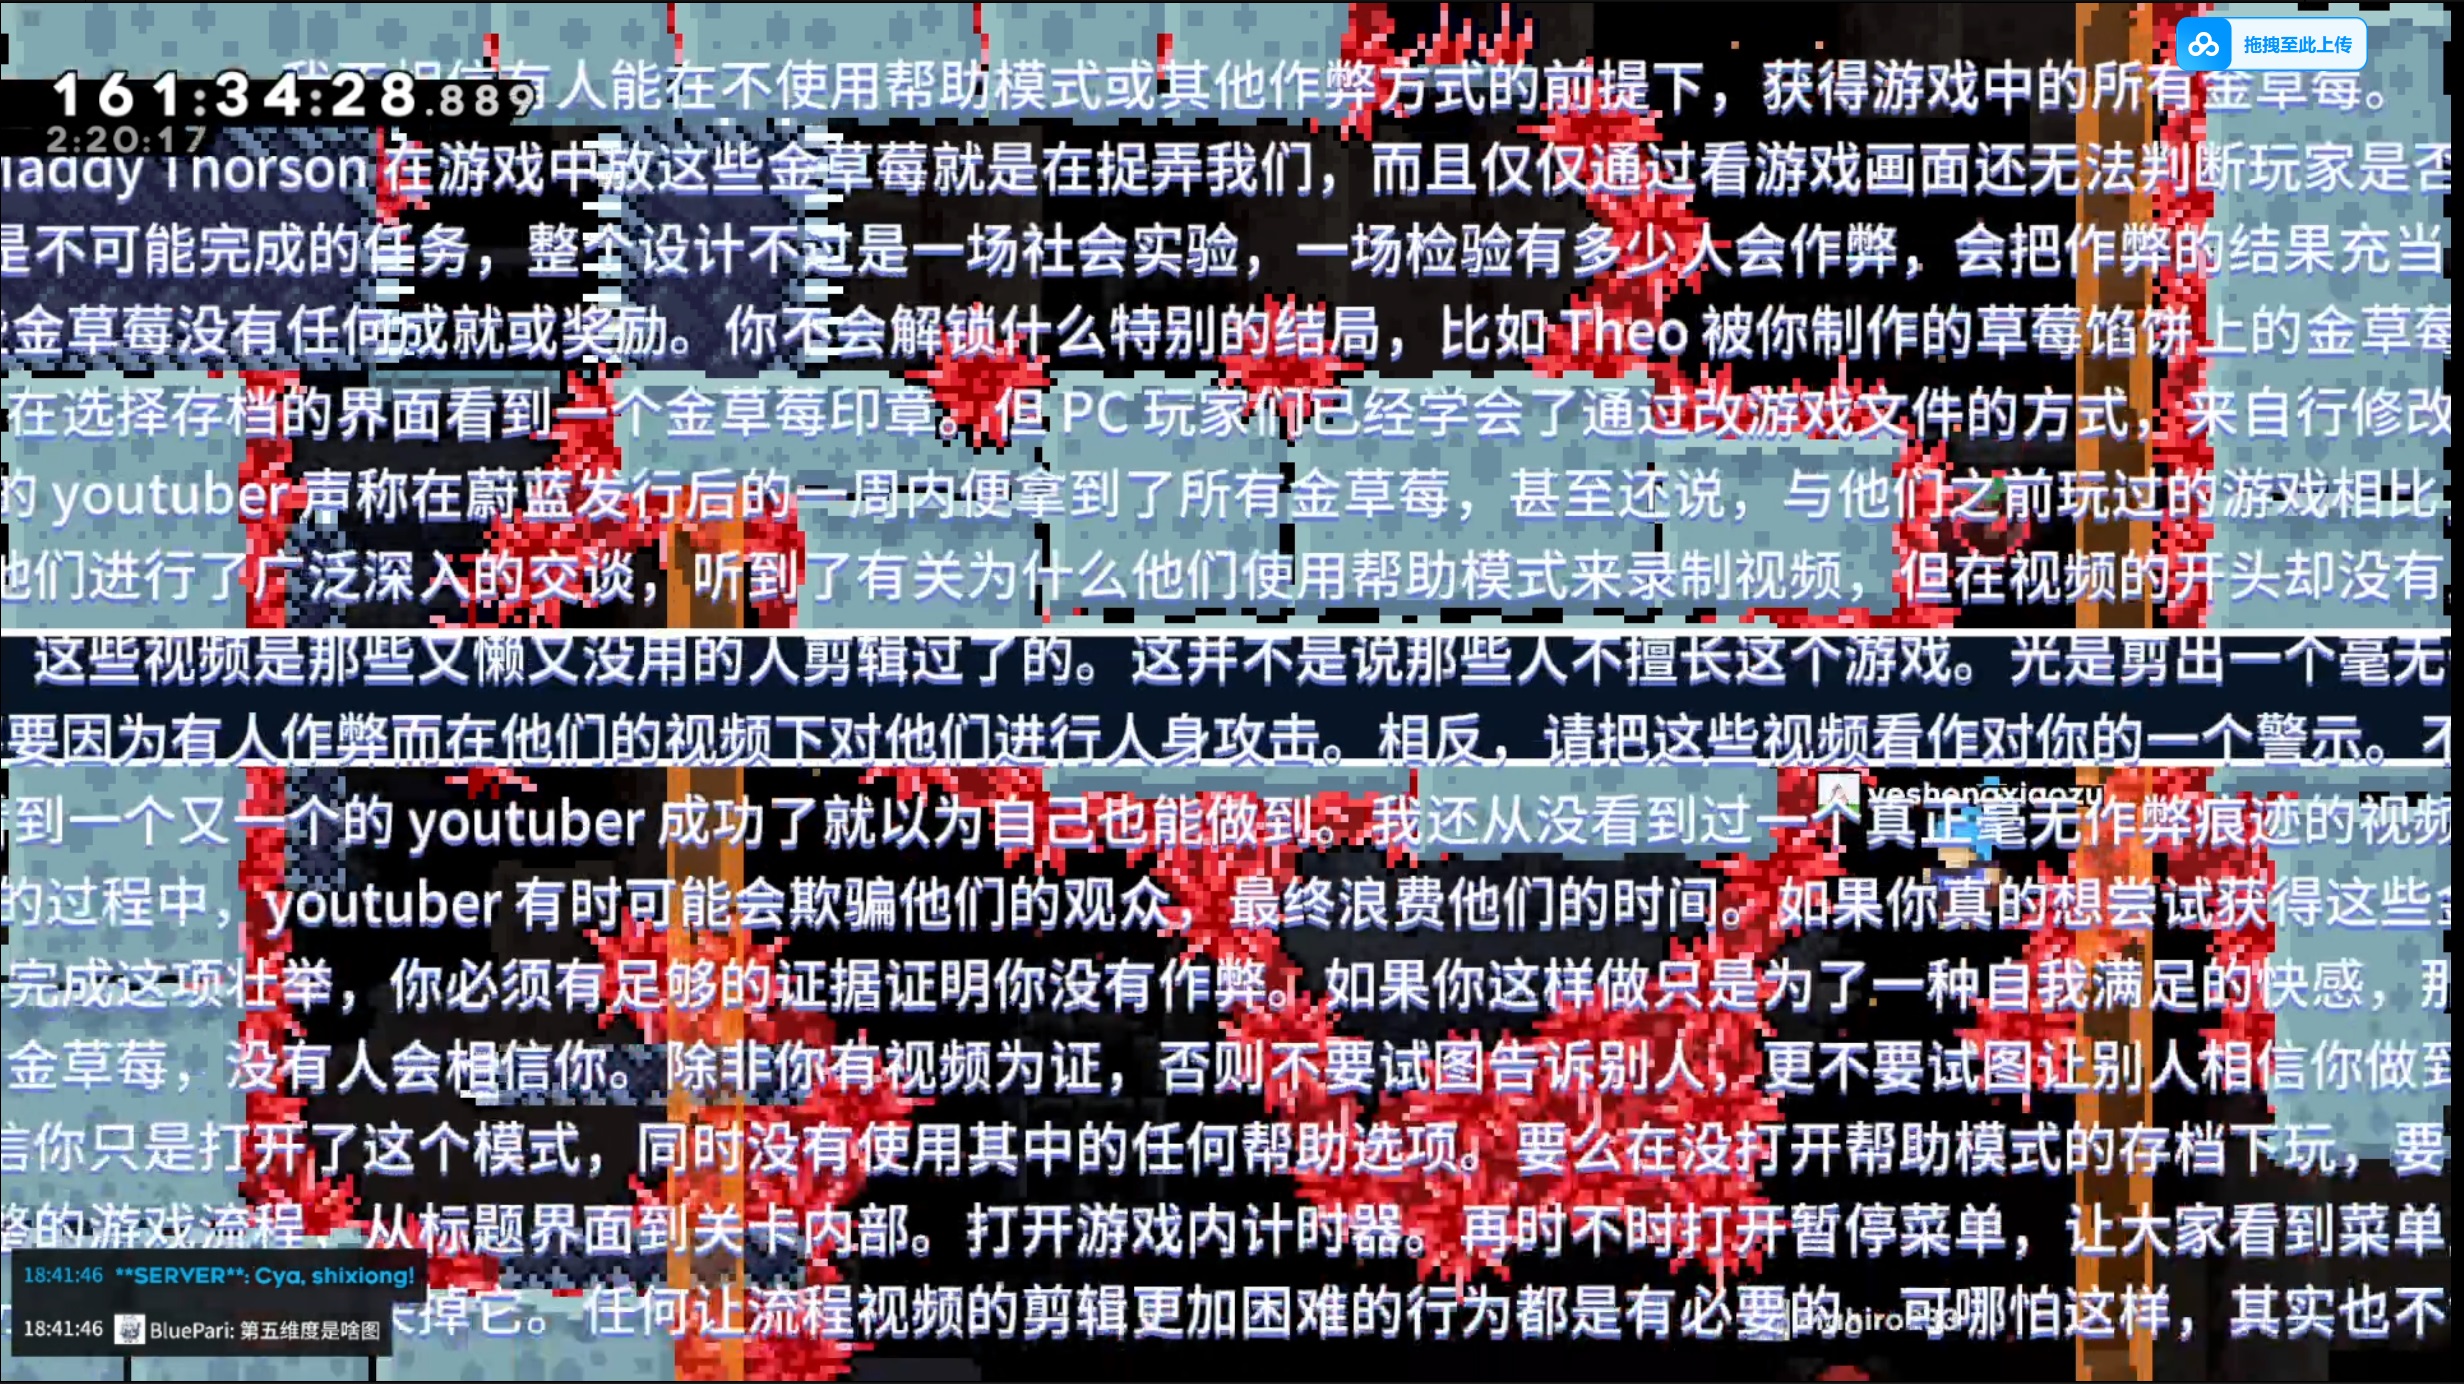 拖拽至此上传
161:34:28.889
2:20:17
有人能在不使用帮助模式或其他作弊方式的前提下，获得游戏中的所有金草莓。
Thorson 在游戏中放这些金草莓就是在捉弄我们，而且仅仅通过看游戏画面还无法判断玩家是否
是不可能完成的任务，整个设计不过是一场社会实验，一场检验有多少人会作弊，会把作弊的结果充当
金草莓没有任何成就或奖励。你不会解锁什么特别的结局，比如 Theo 被你制作的草莓馅饼上的金草莓
在选择存档的界面看到一个金草莓印章。但 PC 玩家们已经学会了通过改游戏文件的方式，来自行修改
的 youtuber 声称在蔚蓝发行后的一周内便拿到了所有金草莓，甚至还说，与他们之前玩过的游戏相比，
他们进行了广泛深入的交谈，听到了有关为什么他们使用帮助模式来录制视频，但在视频的开头却没有
这些视频是那些又懒又没用的人剪辑过了的。这并不是说那些人不擅长这个游戏。光是剪出一个毫无
要因为有人作弊而在他们的视频下对他们进行人身攻击。相反，请把这些视频看作对你的一个警示。不
yeshengxiaozu
到一个又一个的 youtuber 成功了就以为自己也能做到。我还从没看到过一个真正毫无作弊痕迹的视频
的过程中，youtuber 有时可能会欺骗他们的观众，最终浪费他们的时间。如果你真的想尝试获得这些
完成这项壮举，你必须有足够的证据证明你没有作弊。如果你这样做只是为了一种自我满足的快感，那
金草莓，没有人会相信你。除非你有视频为证，否则不要试图告诉别人，更不要试图让别人相信你做到
信你只是打开了这个模式，同时没有使用其中的任何帮助选项。要么在没打开帮助模式的存档下玩，要
的游戏流程，从标题界面到关卡内部。打开游戏内计时器。再时不时打开暂停菜单，让大家看到菜单
18:41:46 **SERVER**: Cya, shixiong!
掉它。任何让流程视频的剪辑更加困难的行为都是有必要的。可哪怕这样，其实也不
18:41:46 BluePari: 第五维度是啥图